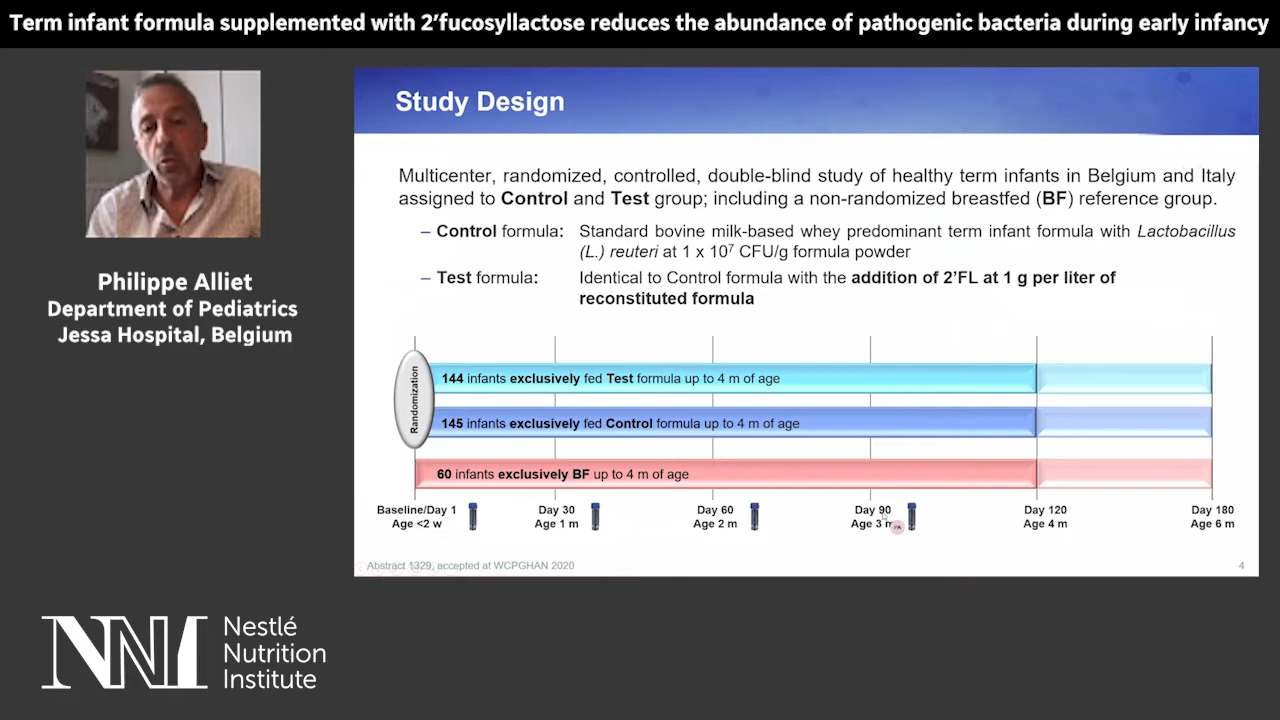 Term infant formula supplemented with 2’fucosyllactose reduces the abundance of pathogenic bacteria during early infancy
Philippe Alliet
Department of Pediatrics
Jessa Hospital, Belgium
Study Design
Multicenter, randomized, controlled, double-blind study of healthy term infants in Belgium and Italy
assigned to Control and Test group; including a non-randomized breastfed (BF) reference group.
– Control formula: Standard bovine milk-based whey predominant term infant formula with Lactobacillus
(L.) reuteri at 1 x 10⁷ CFU/g formula powder
– Test formula: Identical to Control formula with the addition of 2’FL at 1 g per liter of
reconstituted formula
Randomization
144 infants exclusively fed Test formula up to 4 m of age
145 infants exclusively fed Control formula up to 4 m of age
60 infants exclusively BF up to 4 m of age
Baseline/Day 1
Age <2 w
Day 30
Age 1 m
Day 60
Age 2 m
Day 90
Age 3 m
PA
Day 120
Age 4 m
Day 180
Age 6 m
Abstract 1329, accepted at WCPGHAN 2020
4
NNI
Nestlé
Nutrition
Institute